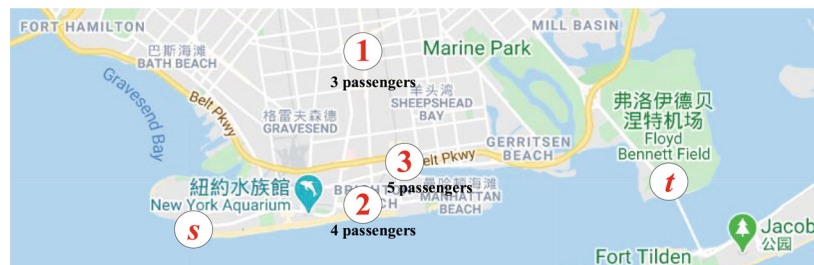 FORT HAMILTON
MILL BASIN
巴斯海滩
BATH BEACH
1
3 passengers
Marine Park
Gravesend Bay
Belt Pkwy
格雷夫森德
GRAVESEND
羊头湾
SHEEPSHEAD
BAY
弗洛伊德贝
涅特机场
Floyd
Bennett Field
GERRITSEN
BEACH
3
elt Pkwy
5 passengers
t
紐約水族館
New York Aquarium
2
4 passengers
MANHATTAN
BEACH
s
Jacob
公园
Fort Tilden